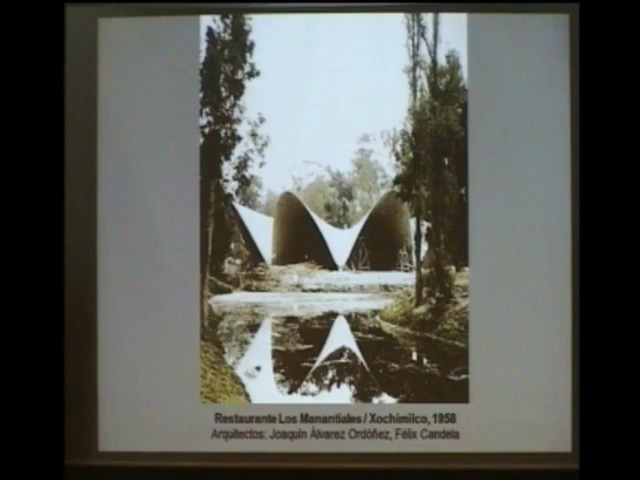 Restaurante Los Manantiales / Xochimilco, 1958
Arquitectos: Joaquín Álvarez Ordóñez, Félix Candela